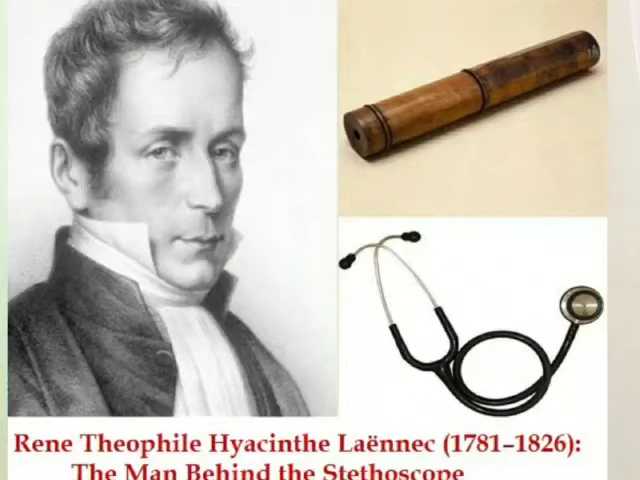 Rene Theophile Hyacinthe Laënnec (1781–1826):
The Man Behind the Stethoscope